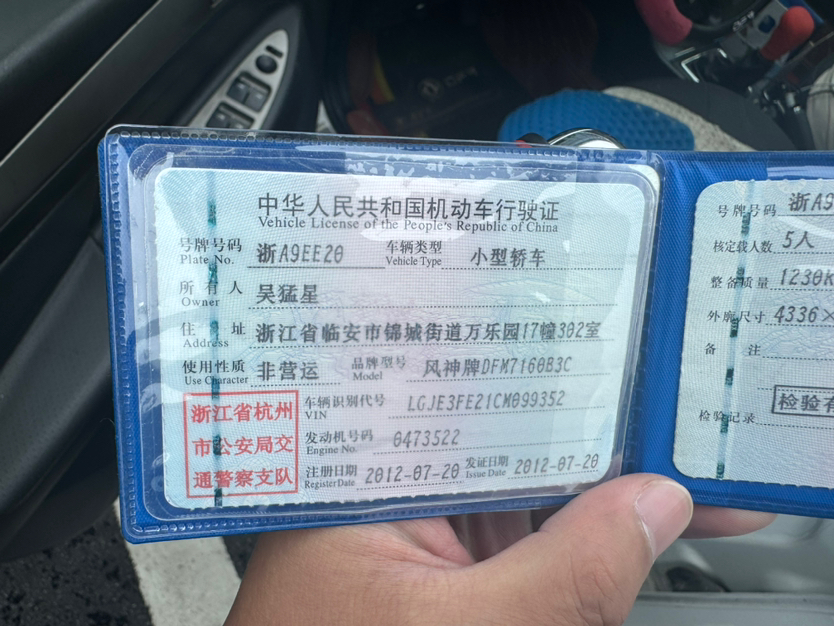 中华人民共和国机动车行驶证
Vehicle License of the People's Republic of China
号牌号码 浙A9EE20 车辆类型 小型轿车
Plate No. Vehicle Type
所有人 吴猛星
Owner
住址 浙江省临安市锦城街道万乐园17幢302室
Address
使用性质 非营运 品牌型号 风神牌DFM7160B3C
Use Character Model
浙江省杭州
市公安局交
通警察支队
车辆识别代号 LGJE3FE21CM099352
VIN
发动机号码 0473522
Engine No.
注册日期 2012-07-20 发证日期 2012-07-20
Register Date Issue Date
号牌号码 浙A9
核定载人数 5人
整备质量 1230K
外廓尺寸 4336×
备注
检验有
检验记录